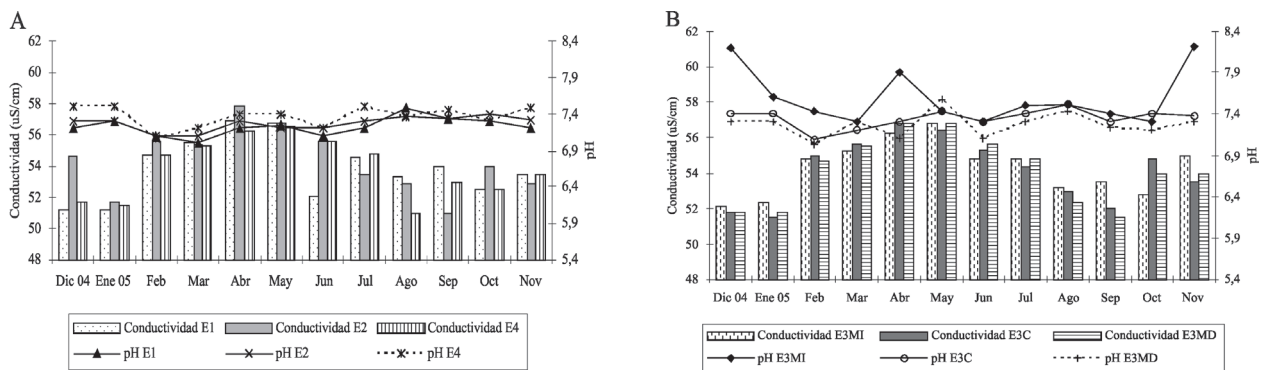 A
Conductividad (uS/cm)
62
60
58
56
54
52
50
48
8,4
7,9
7,4
6,9
6,4
5,9
5,4
pH
Dic 04 Ene 05 Feb Mar Abr May Jun Jul Ago Sep Oct Nov
Conductividad E1 Conductividad E2 Conductividad E4
pH E1 pH E2 pH E4
B
Conductividad (uS/cm)
62
60
58
56
54
52
50
48
8,4
7,9
7,4
6,9
6,4
5,9
5,4
pH
Dic 04 Ene 05 Feb Mar Abr May Jun Jul Ago Sep Oct Nov
Conductividad E3MI Conductividad E3C Conductividad E3MD
pH E3MI pH E3C pH E3MD